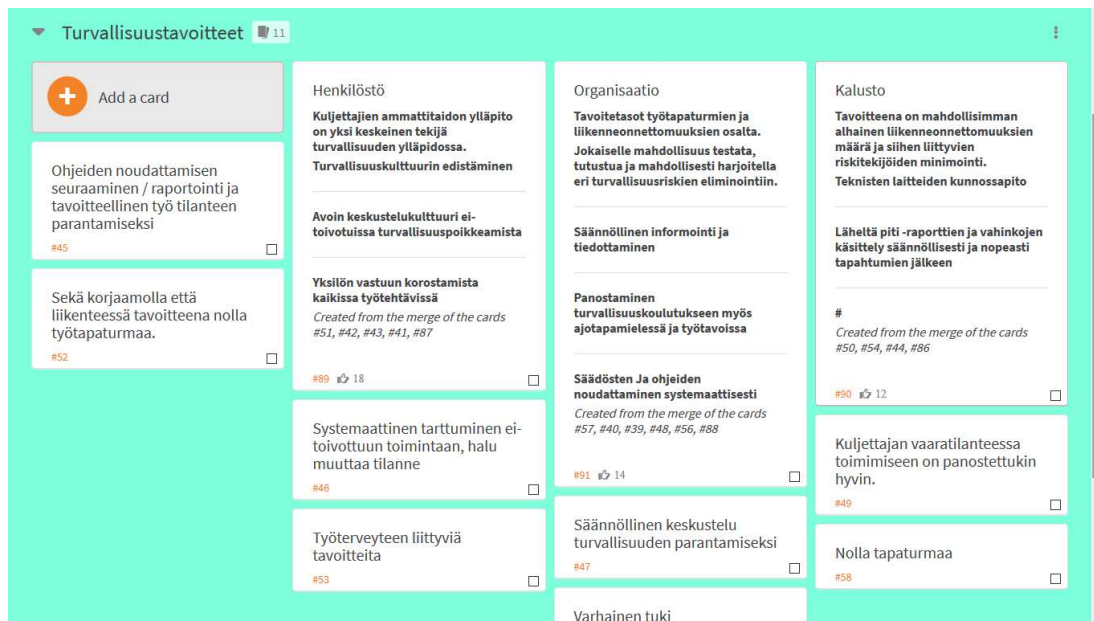 Turvallisuustavoitteet 11
Add a card
Ohjeiden noudattamisen
seuraaminen / raportointi ja
tavoitteellinen työ tilanteen
parantamiseksi
#45
Sekä korjaamolla että
liikenteessä tavoitteena nolla
työtapaturmaa.
#52
Henkilöstö
Kuljettajien ammattitaidon ylläpito
on yksi keskeinen tekijä
turvallisuuden ylläpidossa.
Turvallisuuskulttuurin edistäminen
Avoin keskustelukulttuuri ei-
toivotuissa turvallisuuspoikkeamista
Yksilön vastuun korostamista
kaikissa työtehtävissä
Created from the merge of the cards
#51, #42, #43, #41, #87
#89 18
Systemaattinen tarttuminen ei-
toivottuun toimintaan, halu
muuttaa tilanne
#46
Työterveyteen liittyviä
tavoitteita
#53
Organisaatio
Tavoitetasot työtapaturmien ja
liikenneonnettomuuksien osalta.
Jokaiselle mahdollisuus testata,
tutustua ja mahdollisesti harjoitella
eri turvallisuusriskien eliminointiin.
Säännöllinen informointi ja
tiedottaminen
Panostaminen
turvallisuuskoulutukseen myös
ajotapamielessä ja työtavoissa
Säädösten Ja ohjeiden
noudattaminen systemaattisesti
Created from the merge of the cards
#57, #40, #39, #48, #56, #88
#91 14
Säännöllinen keskustelu
turvallisuuden parantamiseksi
#47
Varhainen tuki
Kalusto
Tavoitteena on mahdollisimman
alhainen liikenneonnettomuuksien
määrä ja siihen liittyvien
riskitekijöiden minimointi.
Teknisten laitteiden kunnossapito
Läheltä piti -raporttien ja vahinkojen
käsittely säännöllisesti ja nopeasti
tapahtumien jälkeen
#
Created from the merge of the cards
#50, #54, #44, #86
#90 12
Kuljettajan vaaratilanteessa
toimimiseen on panostettukin
hyvin.
#49
Nolla tapaturmaa
#58